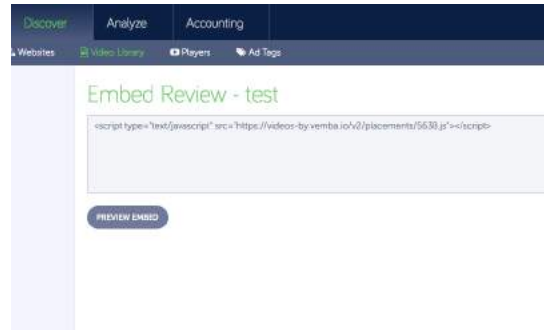 Discover Analyze Accounting
Websites Video Library Players Ad Tags
Embed Review - test
<script type="text/javascript" src="https://videos-by.vemba.io/v2/placements/5638.js"></script>
PREVIEW EMBED